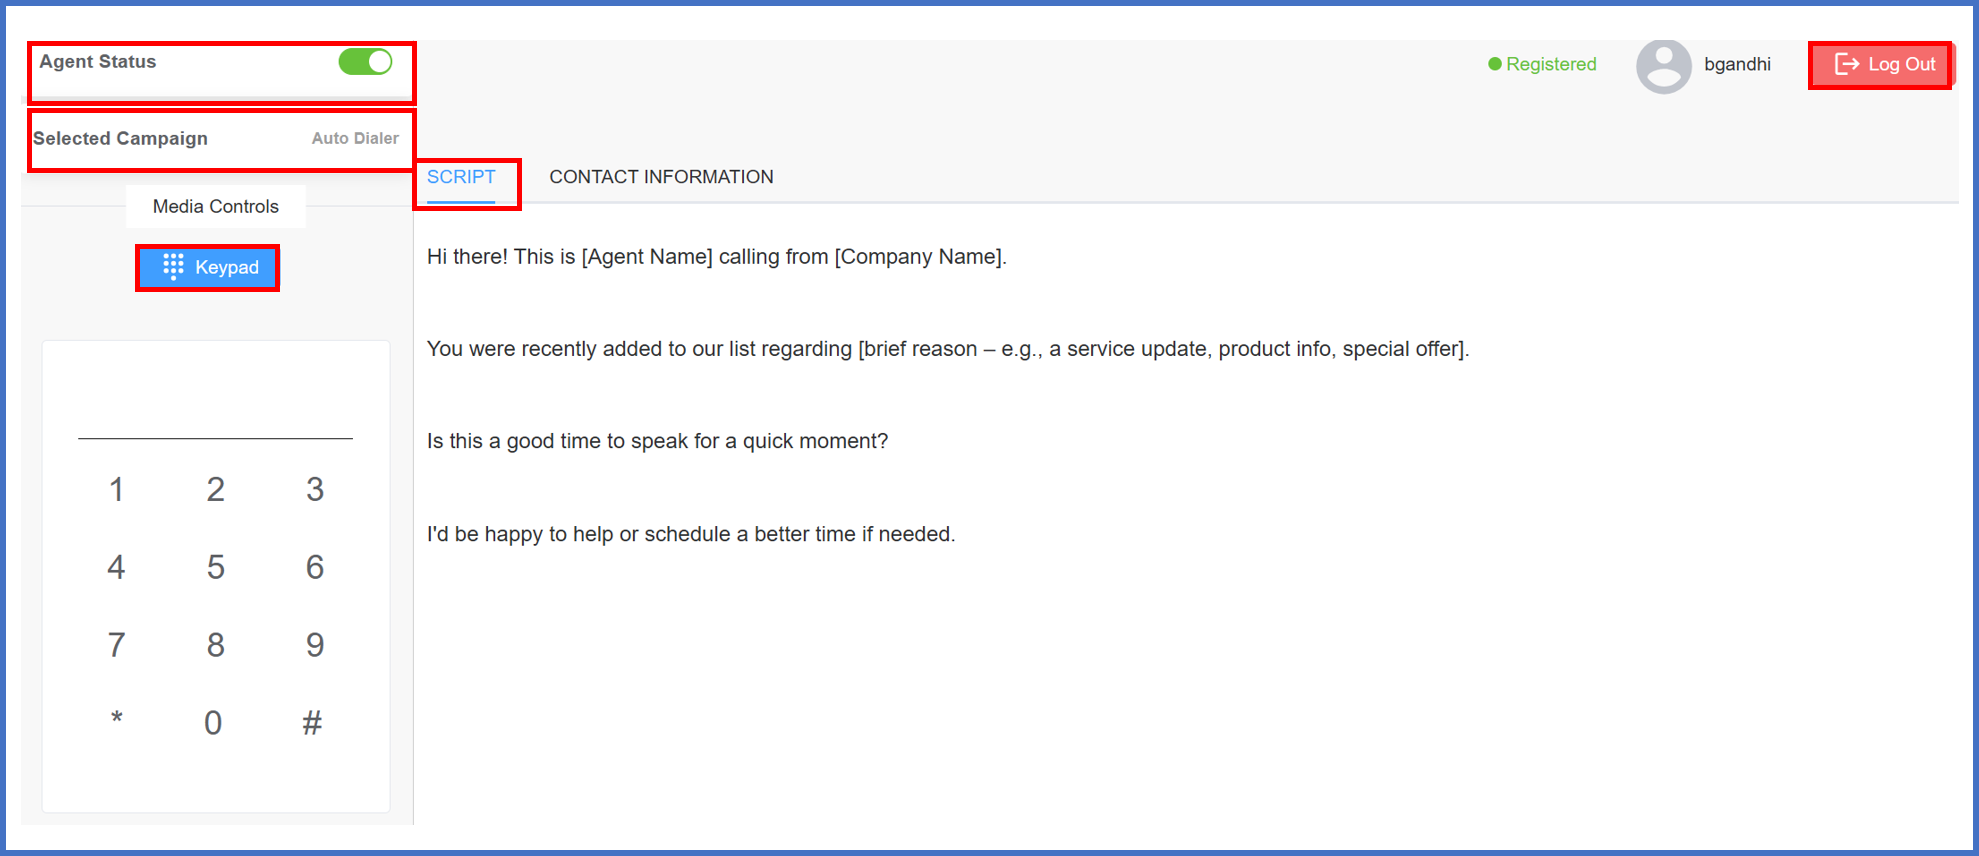 Agent Status
Registered
bgandhi
Log Out
Selected Campaign Auto Dialer
SCRIPT CONTACT INFORMATION
Media Controls
Keypad
Hi there! This is [Agent Name] calling from [Company Name].
You were recently added to our list regarding [brief reason – e.g., a service update, product info, special offer].
Is this a good time to speak for a quick moment?
I'd be happy to help or schedule a better time if needed.
1 2 3
4 5 6
7 8 9
* 0 #